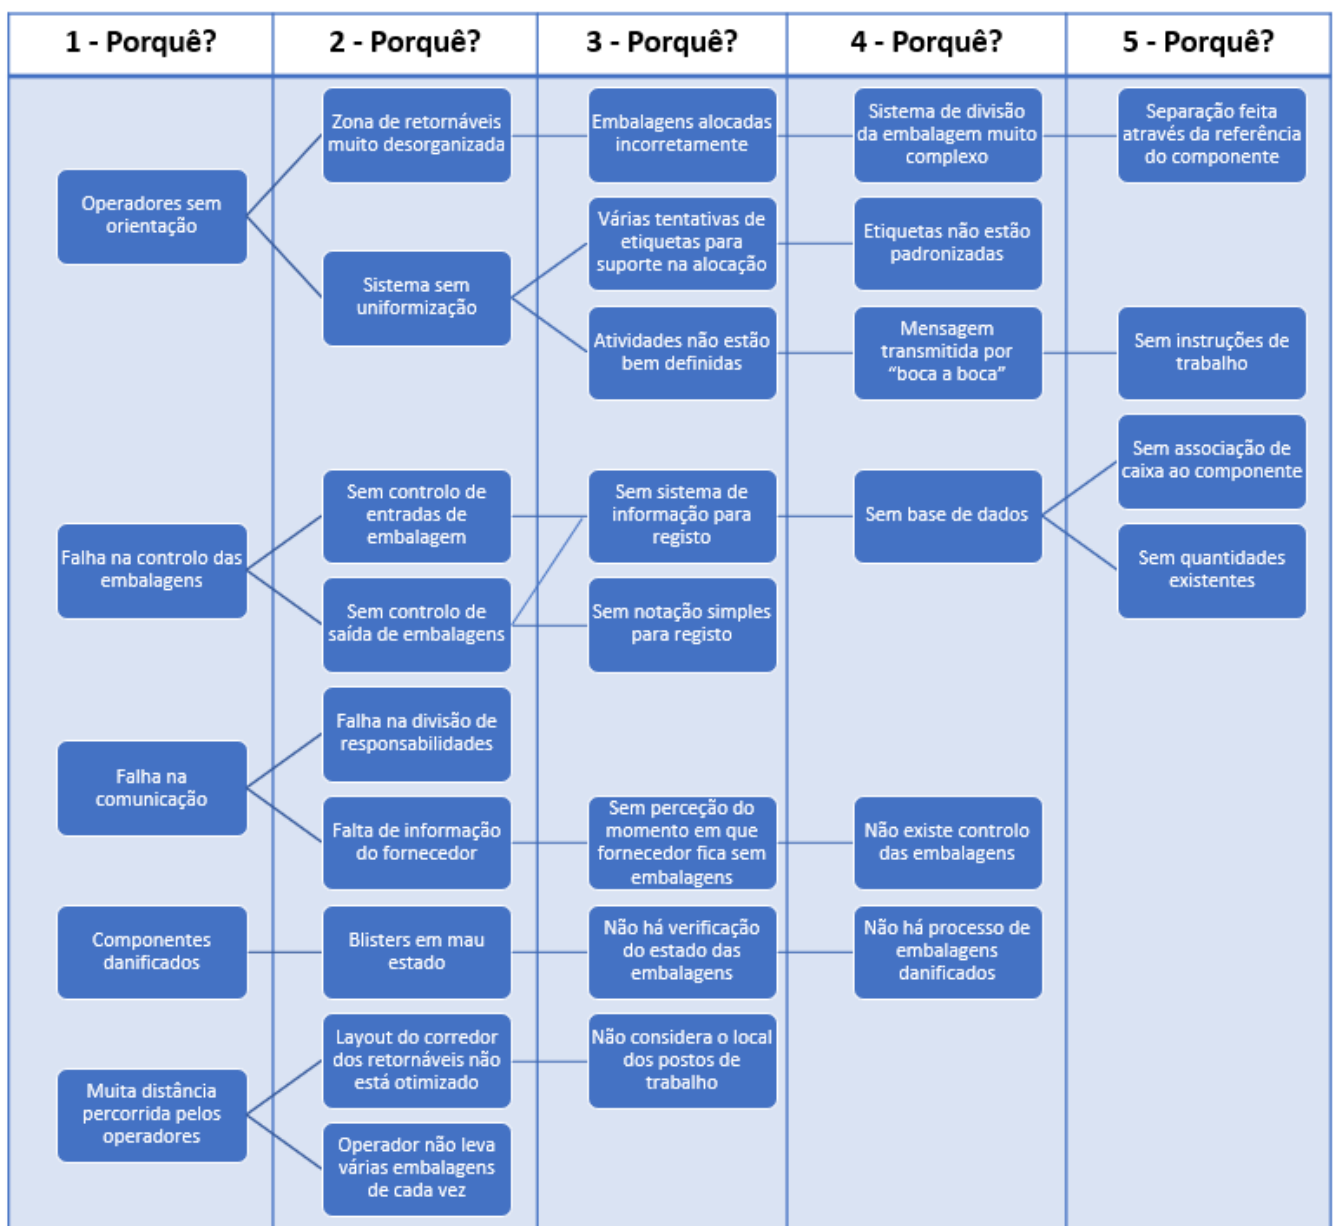 1 - Porquê?
2 - Porquê?
3 - Porquê?
4 - Porquê?
5 - Porquê?
Operadores sem
orientação
Zona de retornáveis
muito desorganizada
Embalagens alocadas
incorretamente
Sistema de divisão
da embalagem muito
complexo
Separação feita
através da referência
do componente
Sistema sem
uniformização
Várias tentativas de
etiquetas para
suporte na alocação
Etiquetas não estão
padronizadas
Atividades não estão
bem definidas
Mensagem
transmitida por
“boca a boca”
Sem instruções de
trabalho
Falha na controlo das
embalagens
Sem controlo de
entradas de
embalagem
Sem sistema de
informação para
registo
Sem base de dados
Sem associação de
caixa ao componente
Sem quantidades
existentes
Sem controlo de
saída de embalagens
Sem notação simples
para registo
Falha na
comunicação
Falha na divisão de
responsabilidades
Falta de informação
do fornecedor
Sem perceção do
momento em que
fornecedor fica sem
embalagens
Não existe controlo
das embalagens
Componentes
danificados
Blisters em mau
estado
Não há verificação
do estado das
embalagens
Não há processo de
embalagens
danificados
Muita distância
percorrida pelos
operadores
Layout do corredor
dos retornáveis não
está otimizado
Não considera o local
dos postos de
trabalho
Operador não leva
várias embalagens
de cada vez